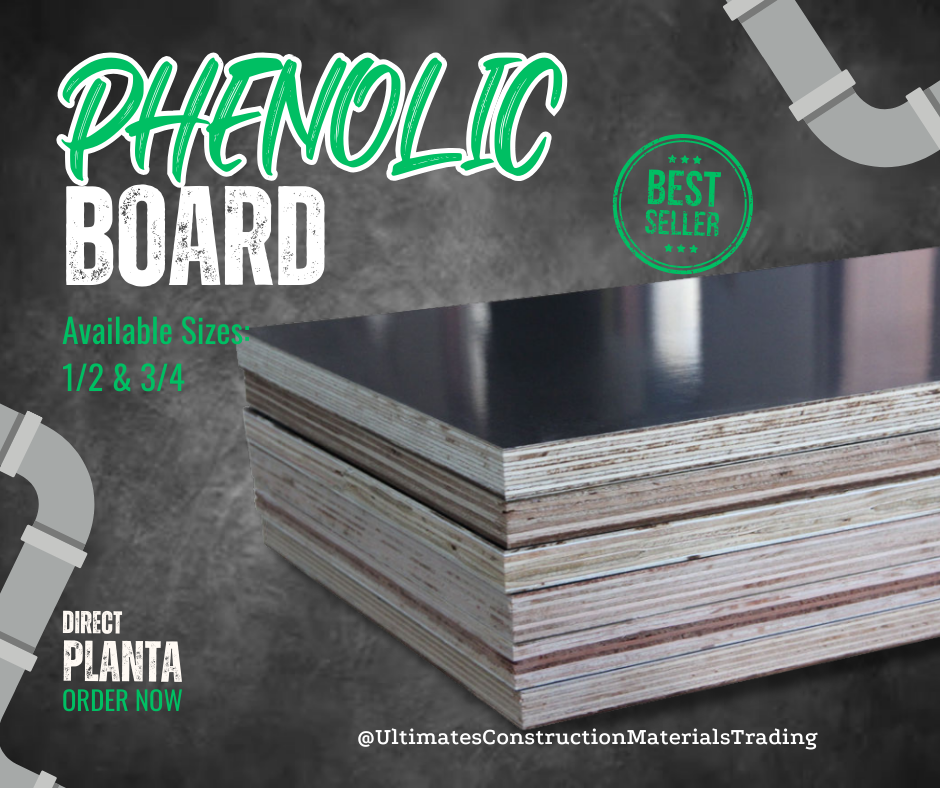 PHENOLIC
BOARD
BEST
SELLER
Available Sizes:
1/2 & 3/4
DIRECT
PLANTA
ORDER NOW
@UltimatesConstructionMaterialsTrading